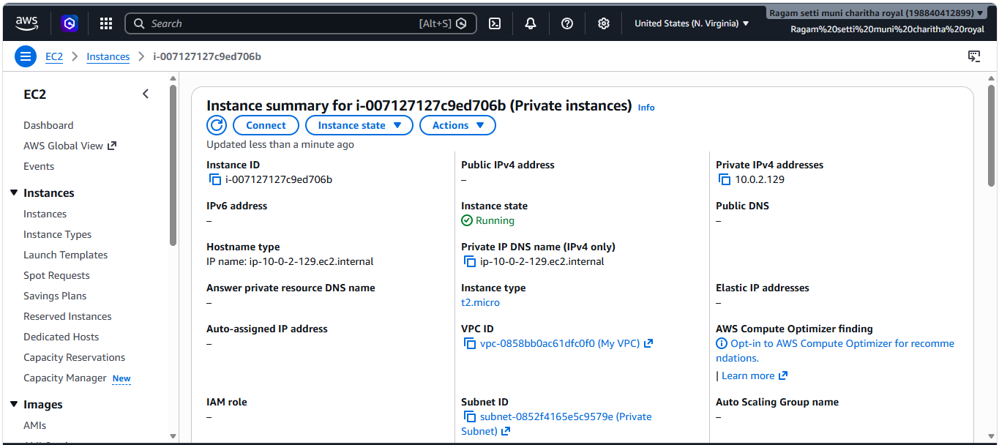 aws
Search
[Alt+S]
United States (N. Virginia)
Ragam setti muni charitha royal (198840412899)
Ragam%20setti%20muni%20charitha%20royal
EC2
Instances
i-007127127c9ed706b
EC2
Dashboard
AWS Global View
Events
Instances
Instances
Instance Types
Launch Templates
Spot Requests
Savings Plans
Reserved Instances
Dedicated Hosts
Capacity Reservations
Capacity Manager New
Images
AMIs
Instance summary for i-007127127c9ed706b (Private instances) Info
Connect
Instance state
Actions
Updated less than a minute ago
Instance ID
i-007127127c9ed706b
Public IPv4 address
–
Private IPv4 addresses
10.0.2.129
IPv6 address
–
Instance state
Running
Public DNS
–
Hostname type
IP name: ip-10-0-2-129.ec2.internal
Private IP DNS name (IPv4 only)
ip-10-0-2-129.ec2.internal
Answer private resource DNS name
–
Instance type
t2.micro
Elastic IP addresses
–
Auto-assigned IP address
–
VPC ID
vpc-0858bb0ac61dfc0f0 (My VPC)
AWS Compute Optimizer finding
Opt-in to AWS Compute Optimizer for recomme
ndations.
| Learn more
IAM role
–
Subnet ID
subnet-0852f4165e5c9579e (Private
Subnet)
Auto Scaling Group name
–